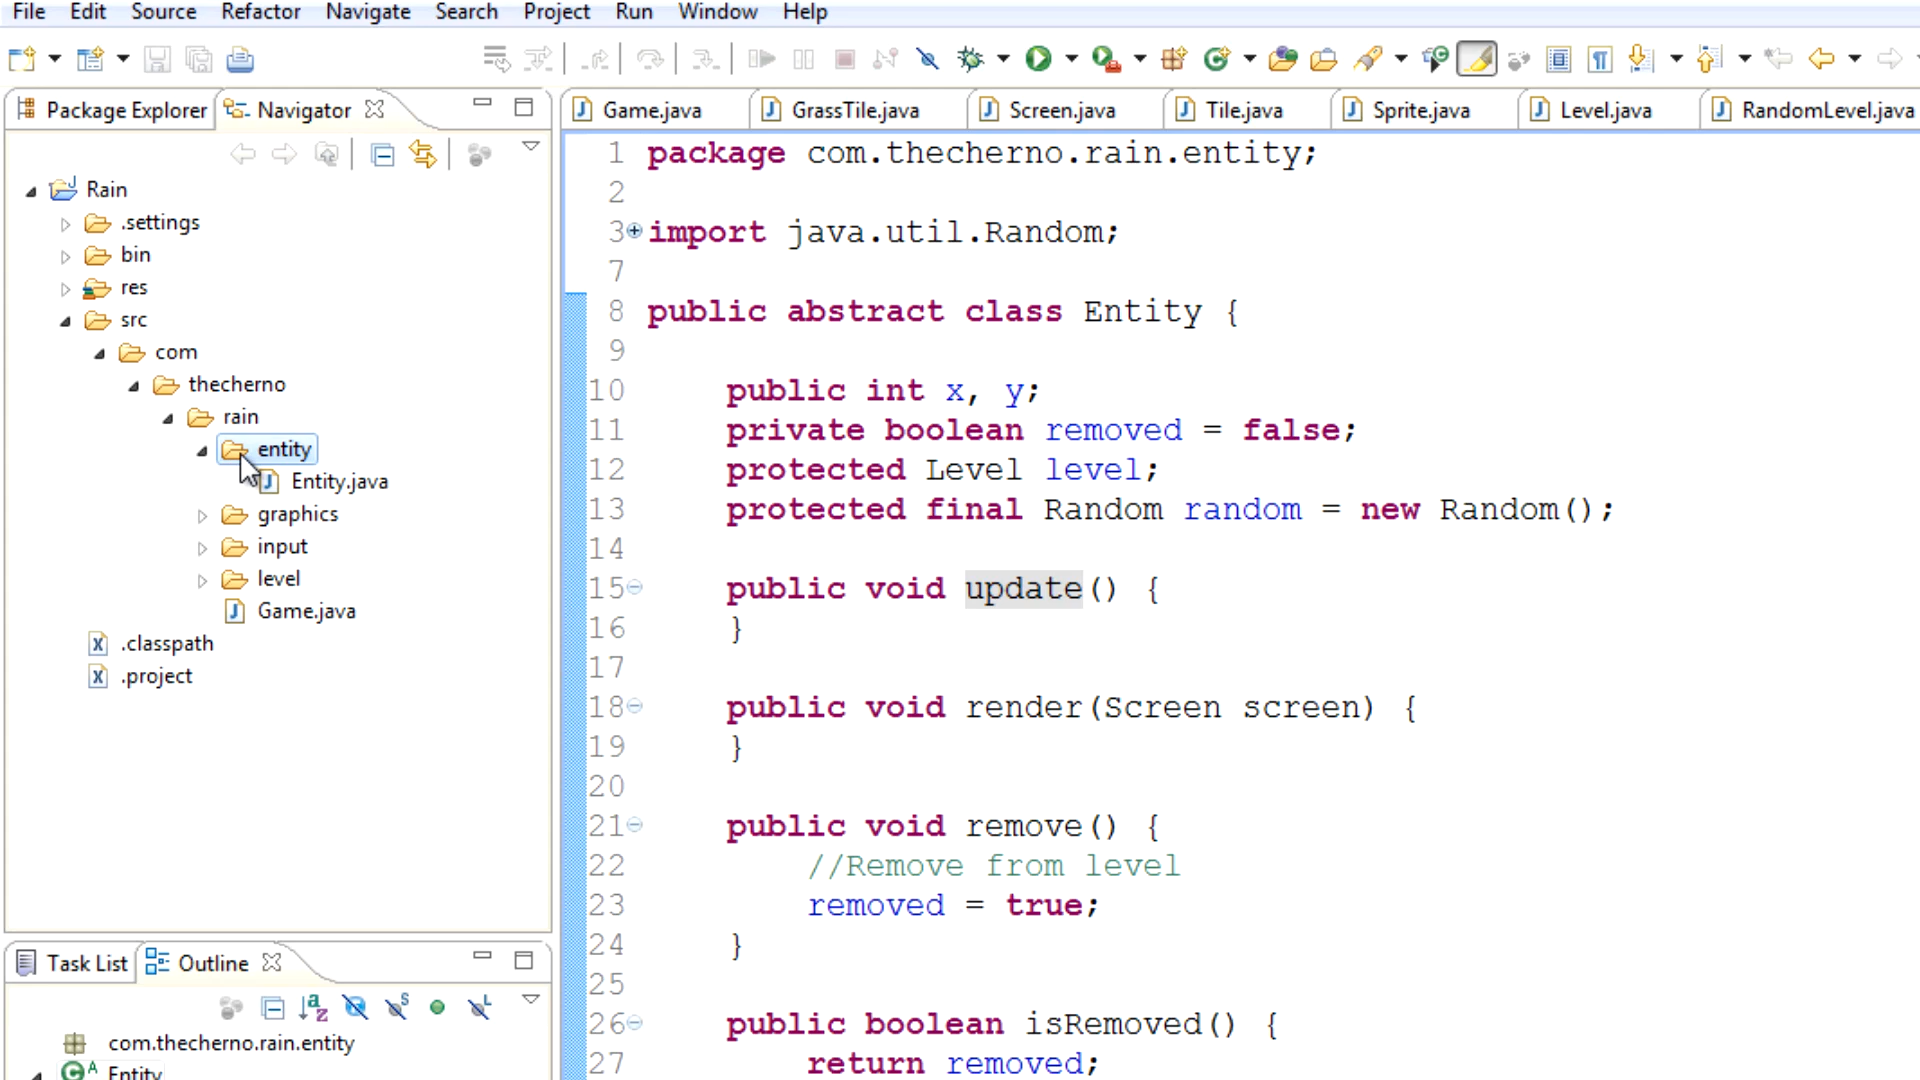 File Edit Source Refactor Navigate Search Project Run Window Help
Package Explorer Navigator
Rain
.settings
bin
res
src
com
thecherno
rain
entity
Entity.java
graphics
input
level
Game.java
.classpath
.project
Task List Outline
com.thecherno.rain.entity
Entity
Game.java GrassTile.java Screen.java Tile.java Sprite.java Level.java RandomLevel.java
1 package com.thecherno.rain.entity;
2
3 import java.util.Random;
7
8 public abstract class Entity {
9
10 public int x, y;
11 private boolean removed = false;
12 protected Level level;
13 protected final Random random = new Random();
14
15 public void update() {
16 }
17
18 public void render(Screen screen) {
19 }
20
21 public void remove() {
22 //Remove from level
23 removed = true;
24 }
25
26 public boolean isRemoved() {
27 return removed;